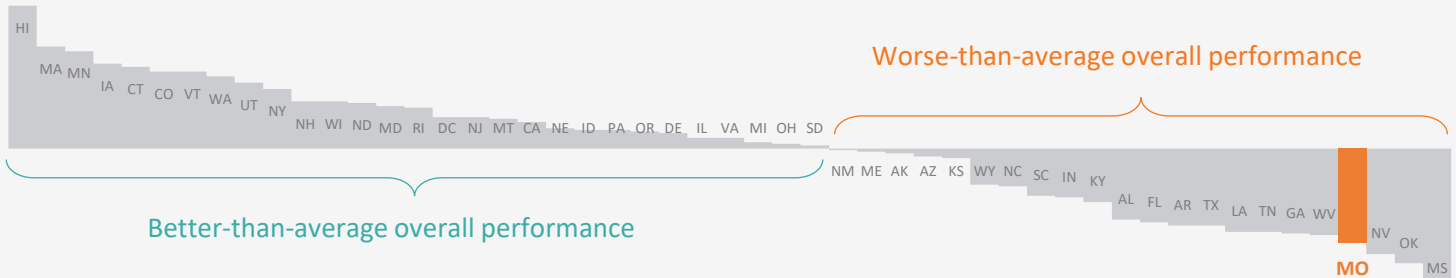 HI
MA
MN
IA
CT
CO
VT
WA
UT
NY
NH
WI
ND
MD
RI
DC
NJ
MT
CA
NE
ID
PA
OR
DE
IL
VA
MI
OH
SD
Worse-than-average overall performance
NM
ME
AK
AZ
KS
WY
NC
SC
IN
KY
AL
FL
AR
TX
LA
TN
GA
WV
MO
NV
OK
MS
Better-than-average overall performance